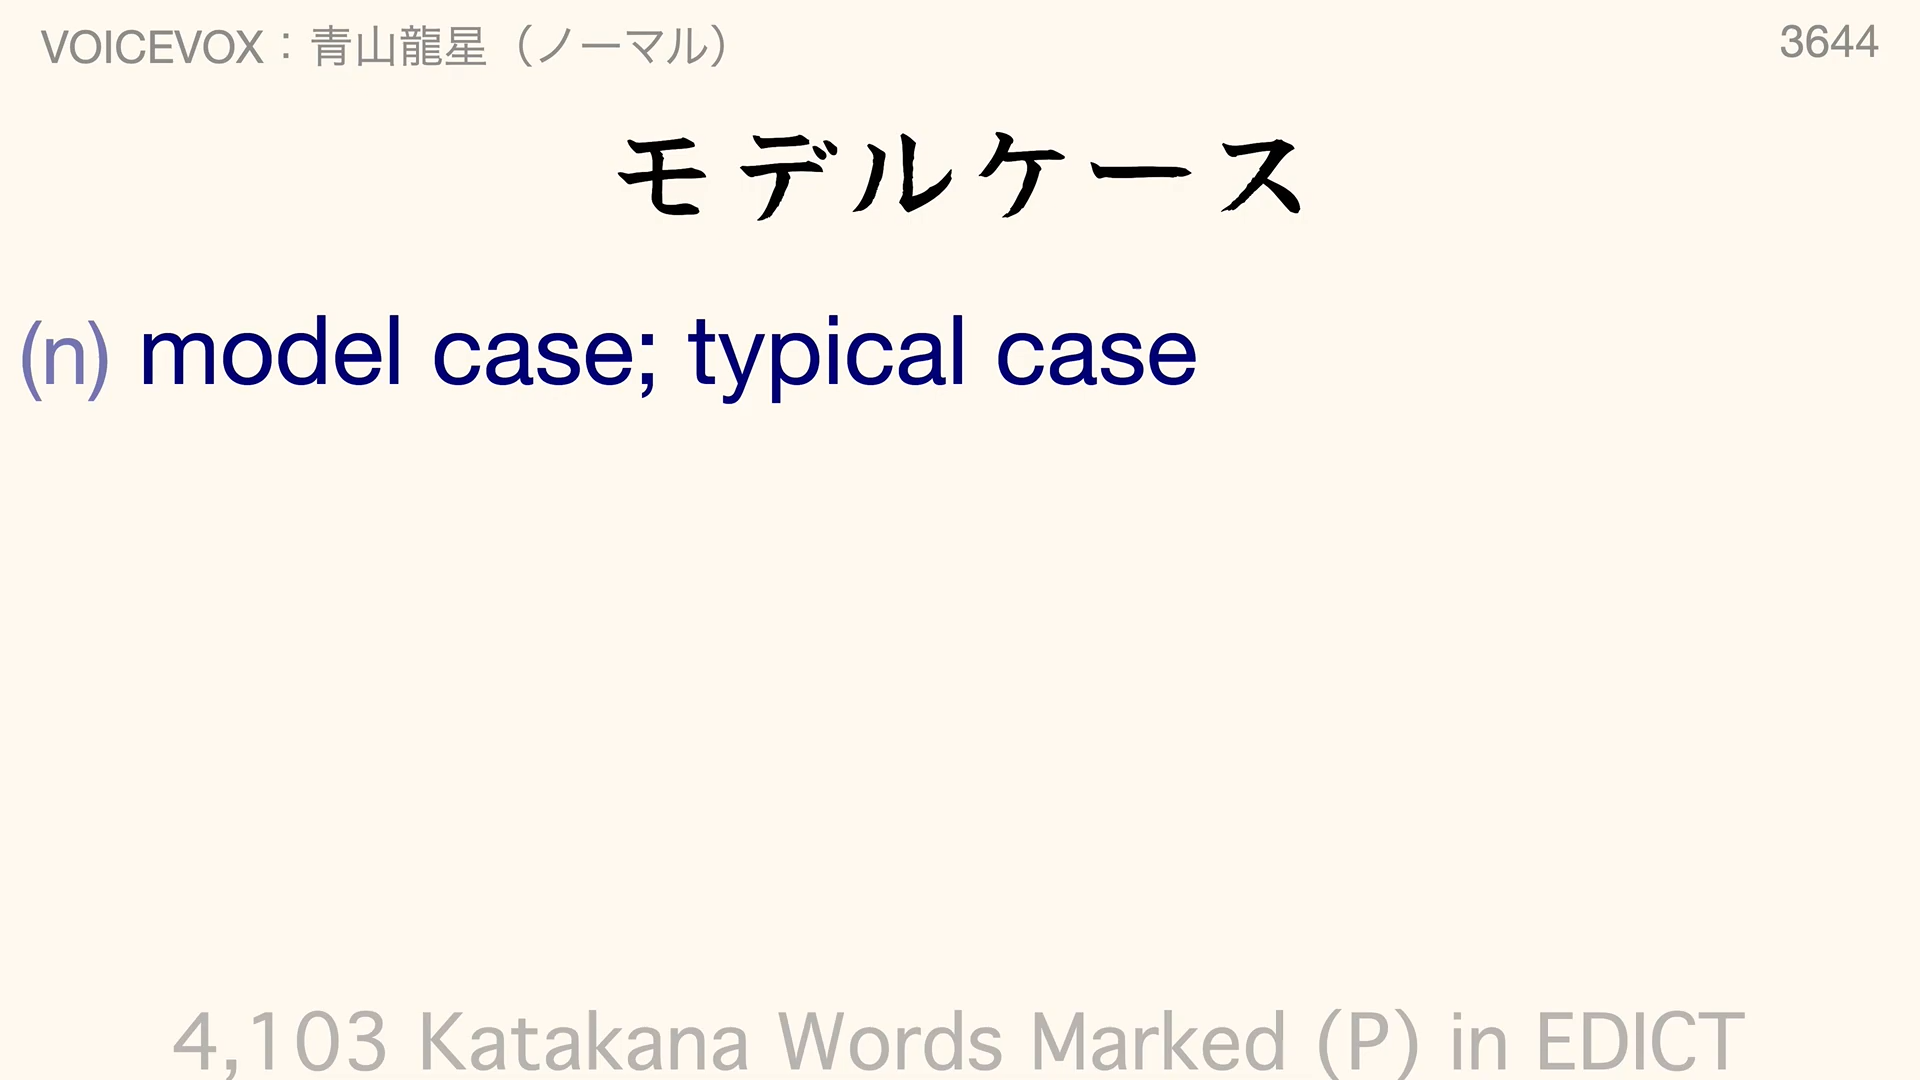 VOICEVOX：青山龍星（ノーマル）
3644
モデルケース
(n) model case; typical case
4,103 Katakana Words Marked (P) in EDICT